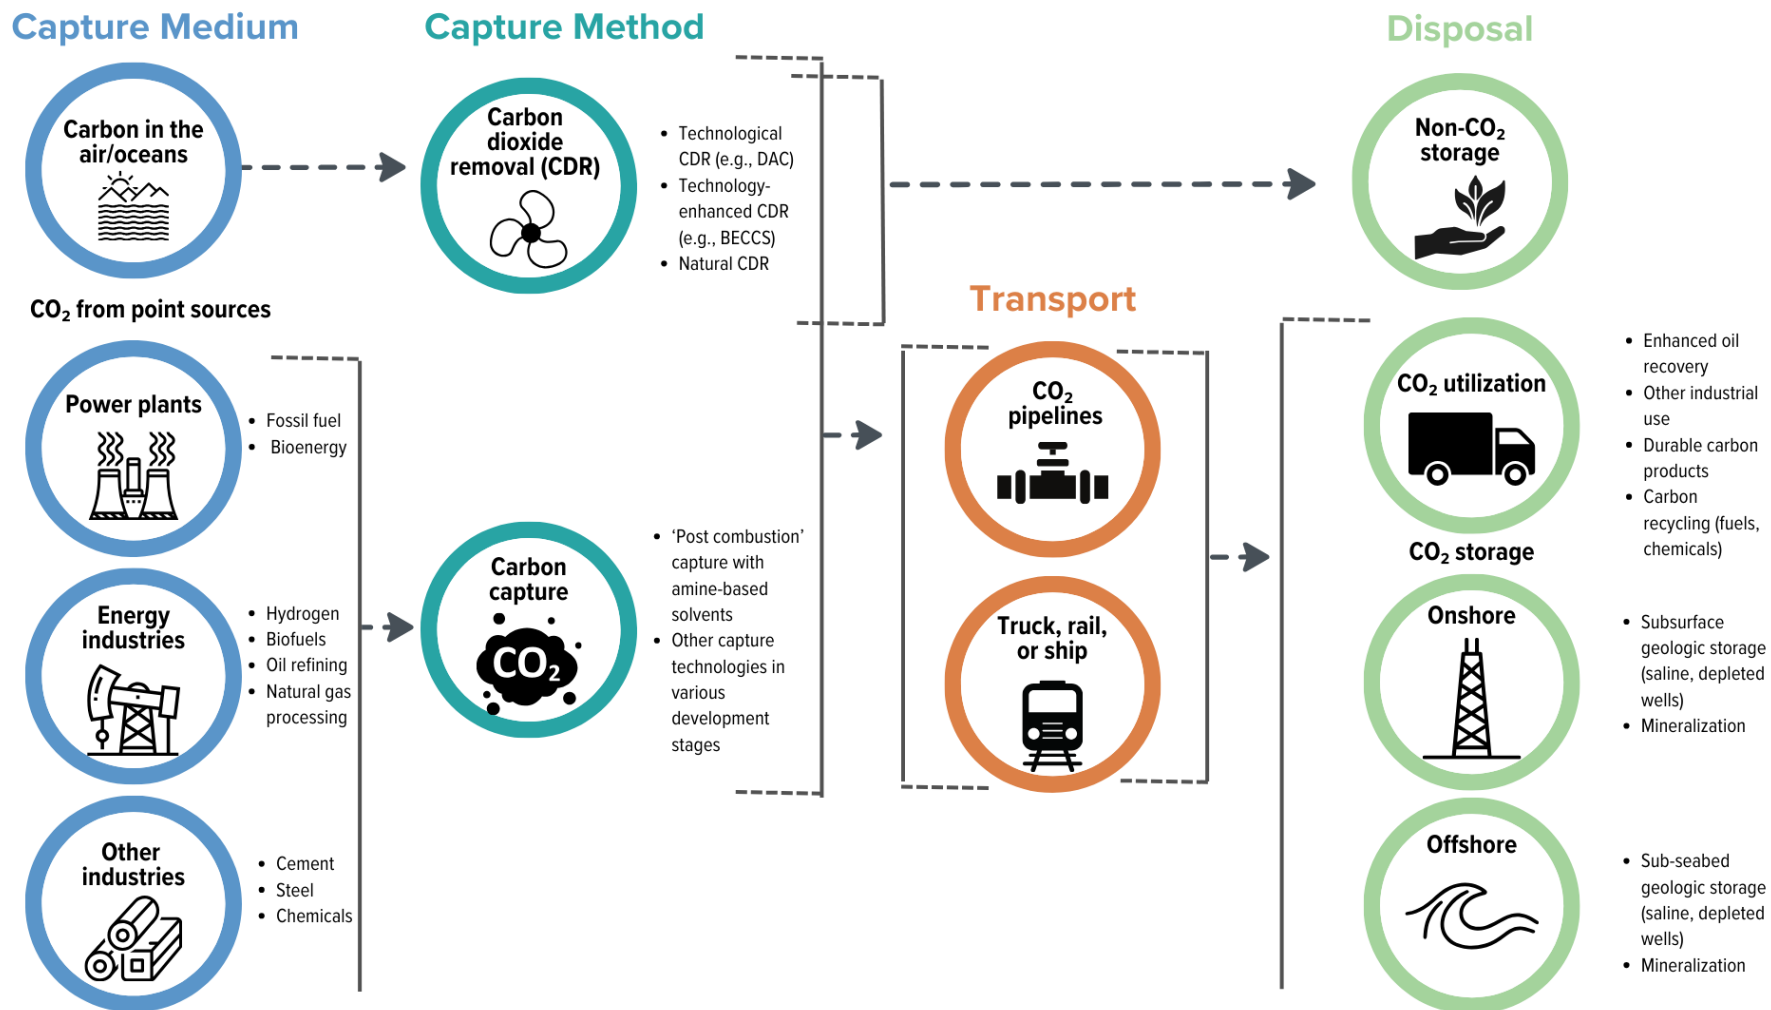 Capture Medium
Capture Method
Disposal
Carbon in the
air/oceans
Carbon
dioxide
removal (CDR)
• Technological
CDR (e.g., DAC)
• Technology-
enhanced CDR
(e.g., BECCS)
• Natural CDR
Non-CO₂
storage
CO₂ from point sources
Power plants
• Fossil fuel
• Bioenergy
Energy
industries
• Hydrogen
• Biofuels
• Oil refining
• Natural gas
processing
Other
industries
• Cement
• Steel
• Chemicals
Carbon
capture
CO₂
• ‘Post combustion’
capture with
amine-based
solvents
• Other capture
technologies in
various
development
stages
Transport
CO₂
pipelines
Truck, rail,
or ship
CO₂ utilization
• Enhanced oil
recovery
• Other industrial
use
• Durable carbon
products
• Carbon
recycling (fuels,
chemicals)
CO₂ storage
Onshore
• Subsurface
geologic storage
(saline, depleted
wells)
• Mineralization
Offshore
• Sub-seabed
geologic storage
(saline, depleted
wells)
• Mineralization